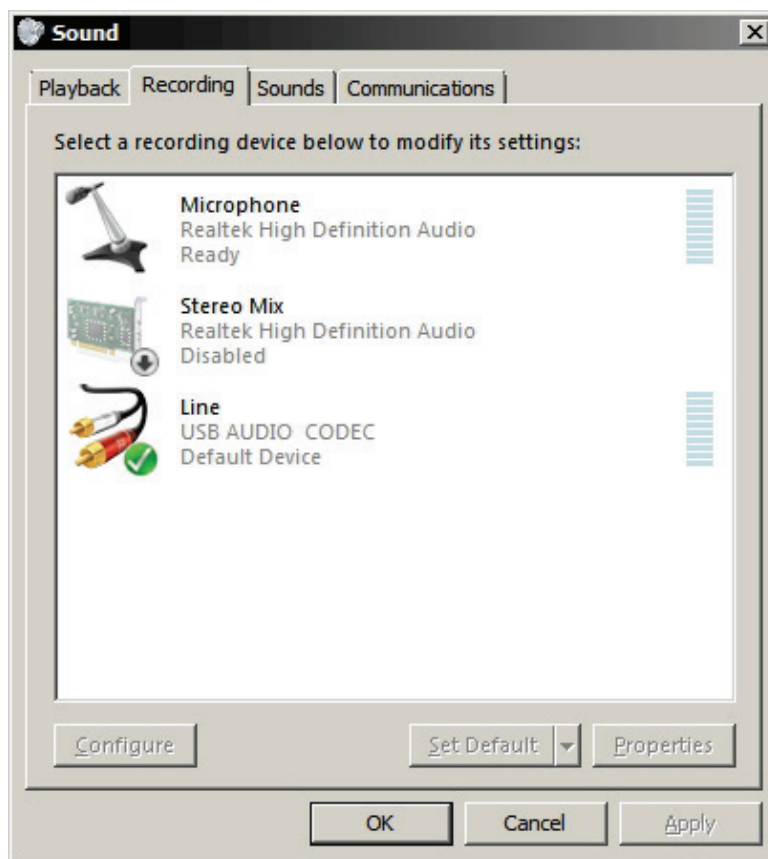 Sound
Playback Recording Sounds Communications
Select a recording device below to modify its settings:
Microphone
Realtek High Definition Audio
Ready
Stereo Mix
Realtek High Definition Audio
Disabled
Line
USB AUDIO  CODEC
Default Device
Configure Set Default Properties
OK Cancel Apply